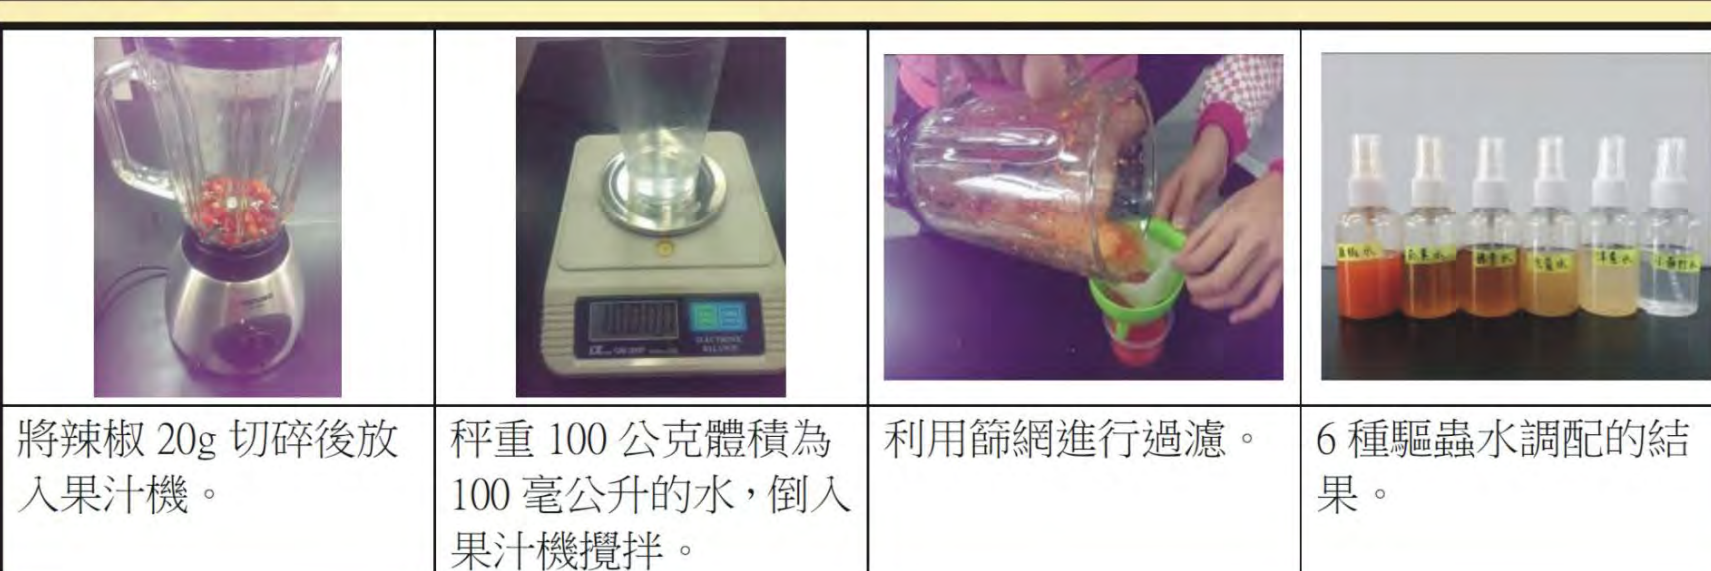 將辣椒 20g 切碎後放
入果汁機。
秤重 100 公克體積為
100 毫公升的水，倒入
果汁機攪拌。
利用篩網進行過濾。
6 種驅蟲水調配的結
果。
ELECTRONIC
BALANCE